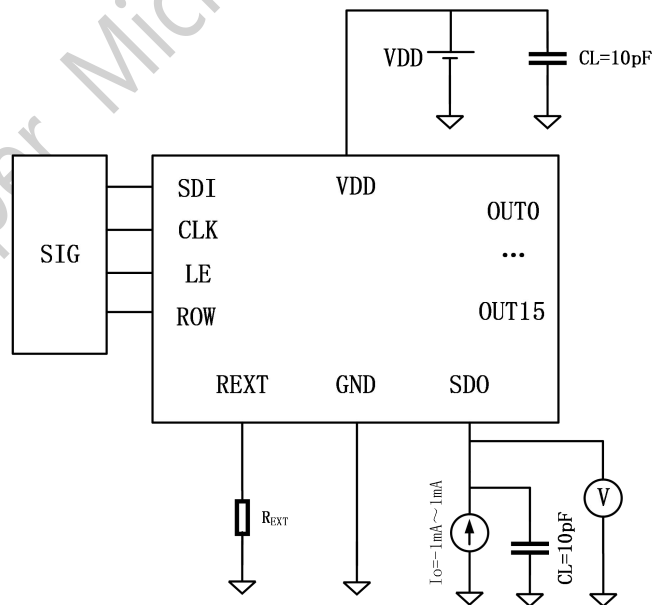 VDD
CL=10pF
SDI
VDD
CLK
OUT0
SIG
LE
...
ROW
OUT15
REXT
GND
SDO
REXT
Io=-1mA~1mA
CL=10pF
V